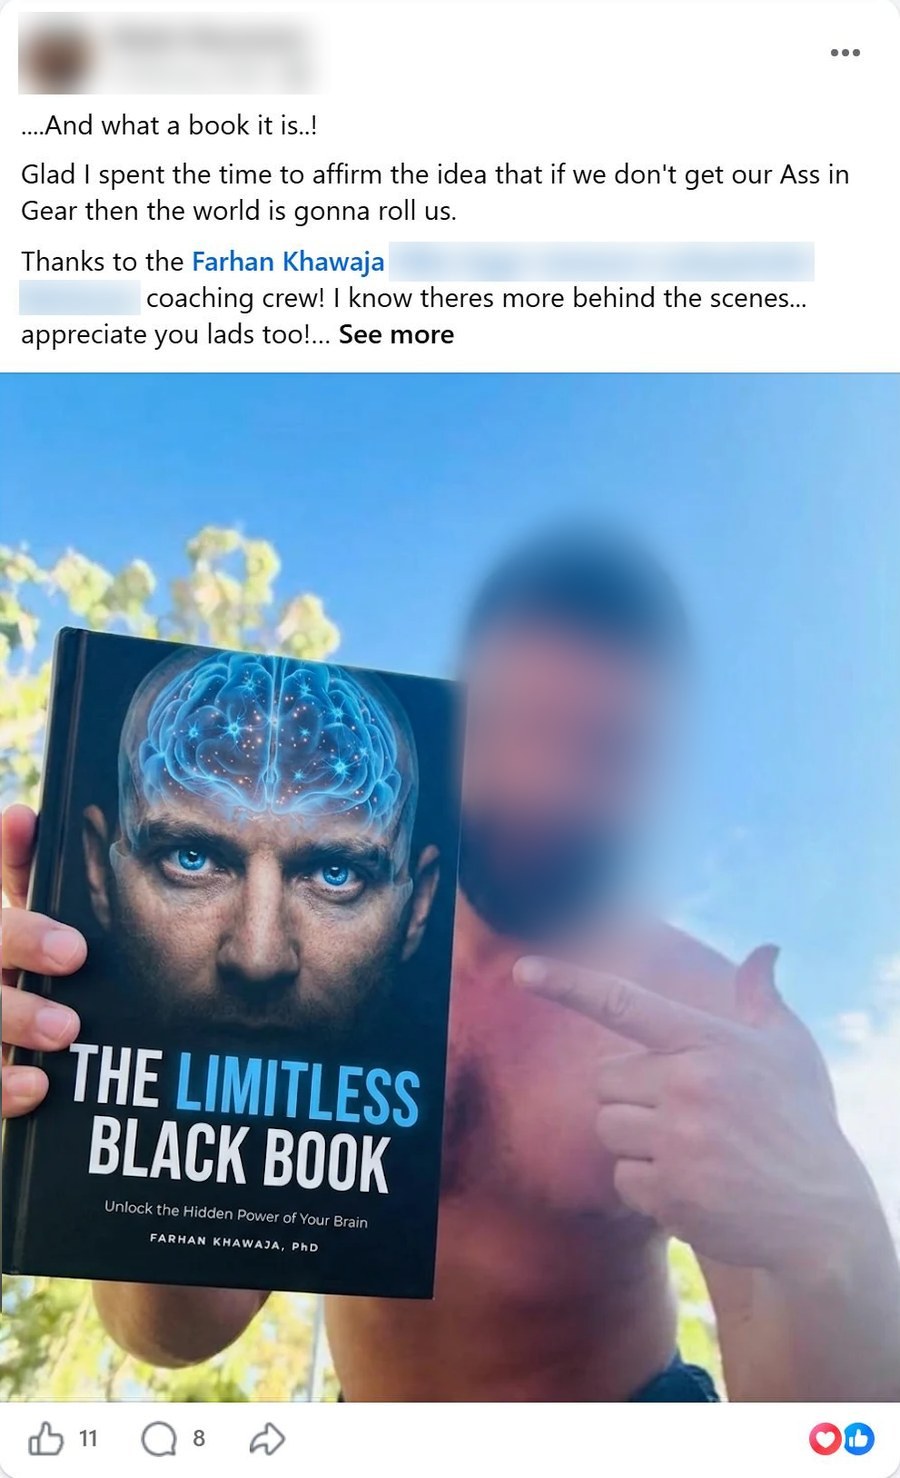 ....And what a book it is..!
Glad I spent the time to affirm the idea that if we don't get our Ass in
Gear then the world is gonna roll us.
Thanks to the Farhan Khawaja
coaching crew! I know theres more behind the scenes...
appreciate you lads too!... See more
THE LIMITLESS
BLACK BOOK
Unlock the Hidden Power of Your Brain
FARHAN KHAWAJA, PhD
11
8